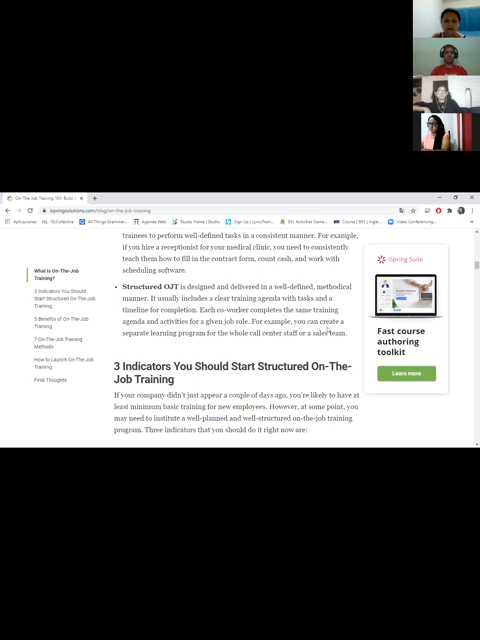 On-The-Job Training 101: Build
ispringsolutions.com/blog/on-the-job-training
Aplicaciones
ISLCollective
All Things Grammar...
Agenda Web
Studio Home | Studio
Sign Up | LyricsTrain...
ESL Activities Game...
Course | 901 | Ingle...
Video Conferencing...
What Is On-The-Job
Training?
3 Indicators You Should
Start Structured On-The-Job
Training
5 Benefits of On-The-Job
Training
7 On-The-Job Training
Methods
How to Launch On-The-Job
Training
Final Thoughts
trainees to perform well-defined tasks in a consistent manner. For example,
if you hire a receptionist for your medical clinic, you need to consistently
teach them how to fill in the contract form, count cash, and work with
scheduling software.
• Structured OJT is designed and delivered in a well-defined, methodical
manner. It usually includes a clear training agenda with tasks and a
timeline for completion. Each co-worker completes the same training
agenda and activities for a given job role. For example, you can create a
separate learning program for the whole call center staff or a sales team.
3 Indicators You Should Start Structured On-The-
Job Training
If your company didn't just appear a couple of days ago, you're likely to have at
least minimum basic training for new employees. However, at some point, you
may need to institute a well-planned and well-structured on-the-job training
program. Three indicators that you should do it right now are:
iSpring Suite
Fast course
authoring
toolkit
Learn more